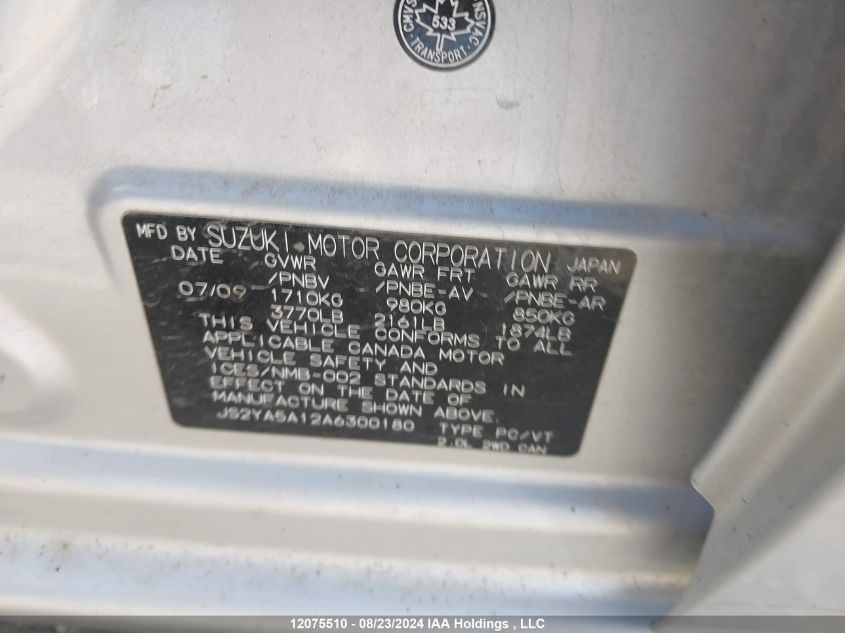 CMVS
NSVAC
533
TRANSPORT
MFD BY SUZUKI MOTOR CORPORATION JAPAN
DATE GVWR GAWR FRT GAWR RR
/PNBV /PNBE-AV /PNBE-AR
07/09 1710KG 980KG 850KG
3770LB 2161LB 1874LB
THIS VEHICLE CONFORMS TO ALL
APPLICABLE CANADA MOTOR
VEHICLE SAFETY AND
ICES/NMB-002 STANDARDS IN
EFFECT ON THE DATE OF
MANUFACTURE SHOWN ABOVE.
JS2YA5A12A6300180 TYPE PC/VT
2.0L 2WD CAN
12075510 - 08/23/2024 IAA Holdings , LLC